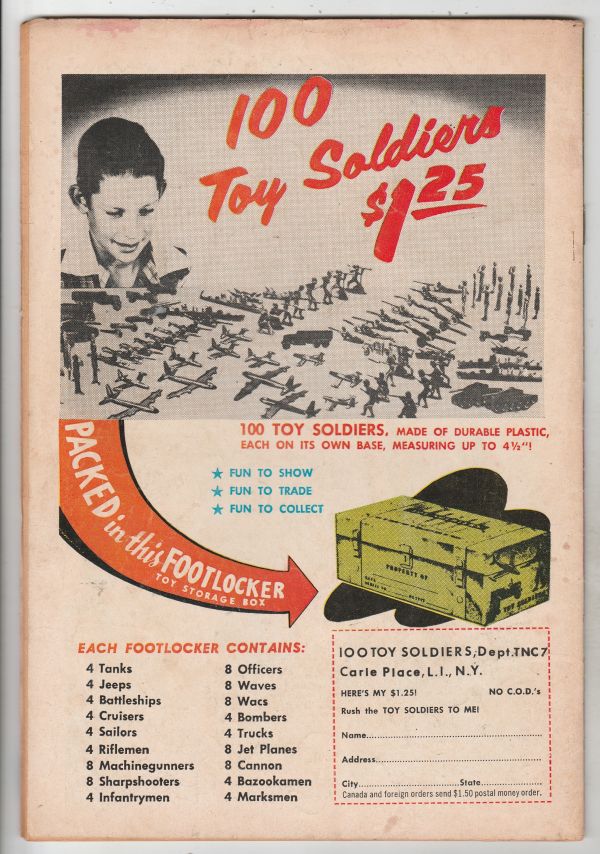 100
Toy Soldiers
$1.25
100 TOY SOLDIERS, MADE OF DURABLE PLASTIC,
EACH ON ITS OWN BASE, MEASURING UP TO 4½"!
★ FUN TO SHOW
★ FUN TO TRADE
★ FUN TO COLLECT
PACKED in this FOOTLOCKER
TOY STORAGE BOX
PROPERTY OF
EACH FOOTLOCKER CONTAINS:
4 Tanks
4 Jeeps
4 Battleships
4 Cruisers
4 Sailors
4 Riflemen
8 Machinegunners
8 Sharpshooters
4 Infantrymen
8 Officers
8 Waves
8 Wacs
4 Bombers
4 Trucks
8 Jet Planes
8 Cannon
4 Bazookamen
4 Marksmen
100 TOY SOLDIERS, Dept. TNC7
Carle Place, L.I., N.Y.
HERE'S MY $1.25! NO C.O.D.'s
Rush the TOY SOLDIERS TO ME!
Name
Address
City State
Canada and foreign orders send $1.50 postal money order.